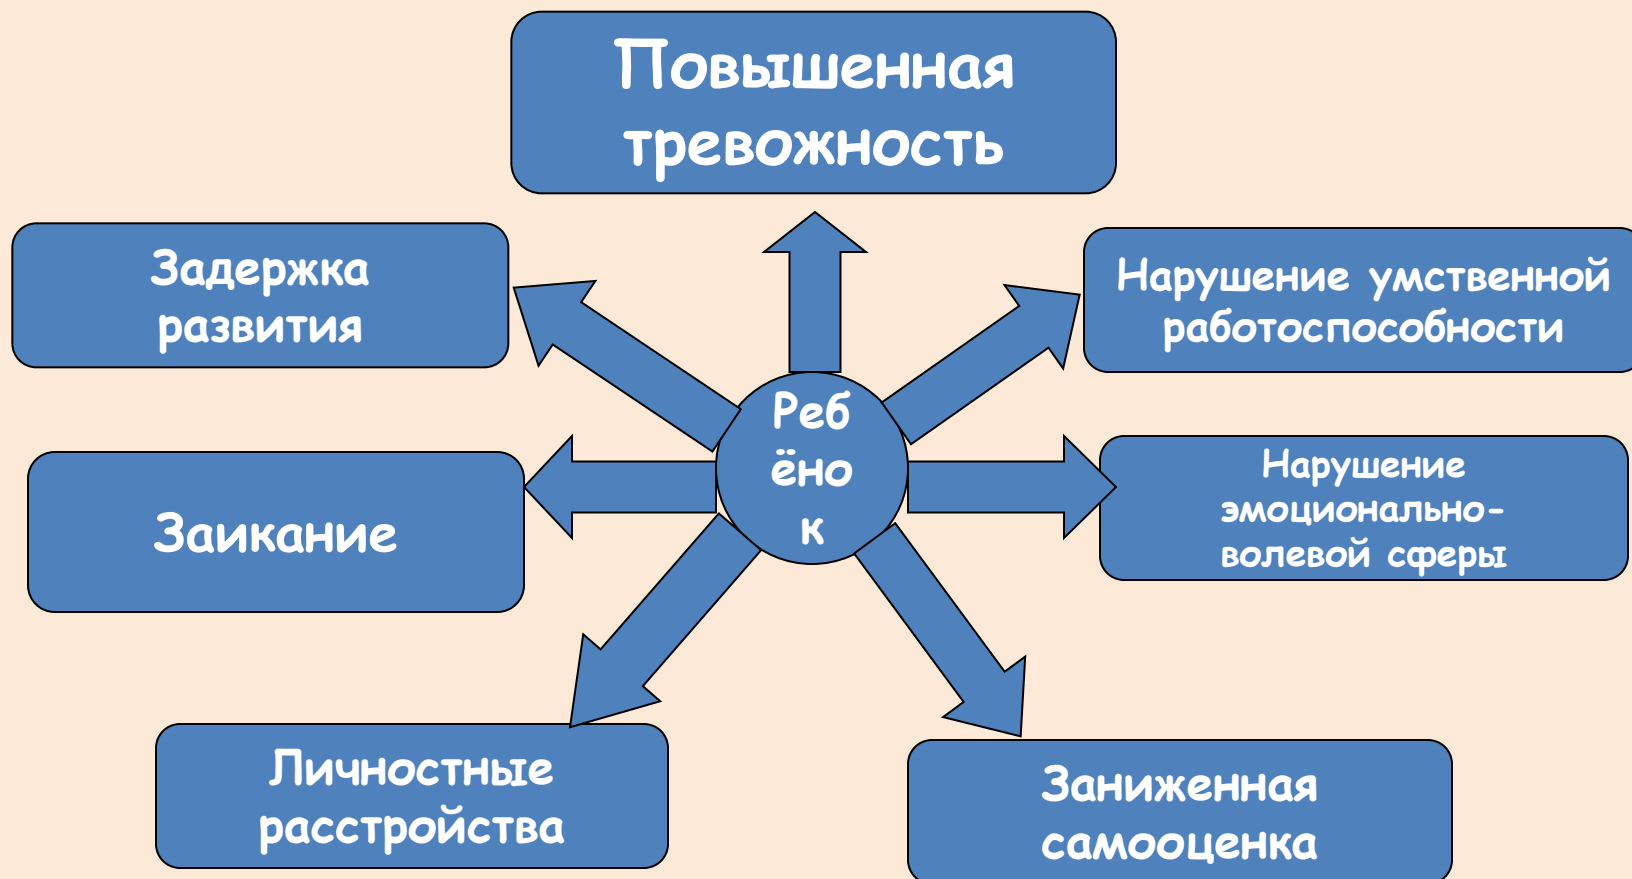 Повышенная
тревожность
Задержка
развития
Нарушение умственной
работоспособности
Реб
ёно
к
Заикание
Нарушение
эмоционально-
волевой сферы
Личностные
расстройства
Заниженная
самооценка